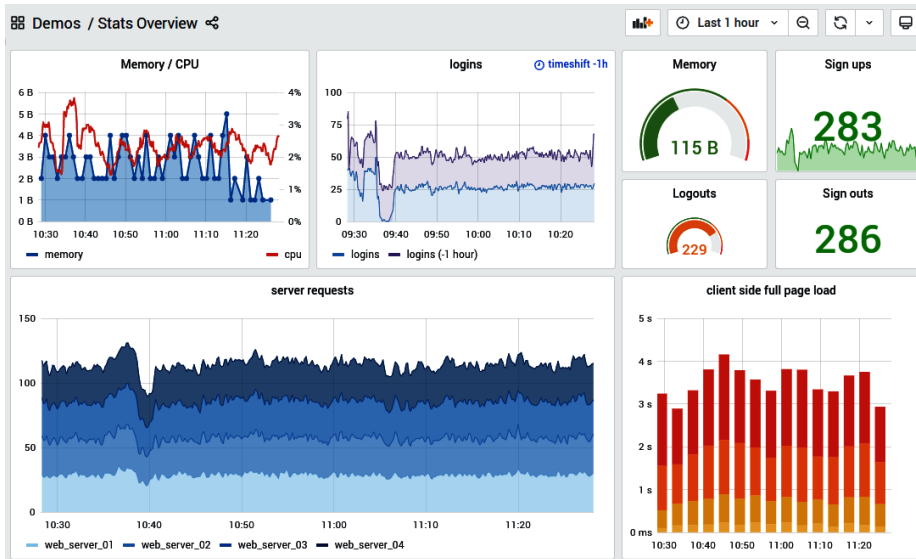 Demos / Stats Overview
Last 1 hour
Memory / CPU
6 B
5 B
4 B
3 B
2 B
1 B
0 B
4%
3%
2%
1%
0%
10:30 10:40 10:50 11:00 11:10 11:20
memory
cpu
logins
timeshift -1h
100
75
50
25
0
09:30 09:40 09:50 10:00 10:10 10:20
logins logins (-1 hour)
Memory
115 B
Sign ups
283
Logouts
229
Sign outs
286
server requests
150
100
50
0
10:30 10:40 10:50 11:00 11:10 11:20
web_server_01 web_server_02 web_server_03 web_server_04
client side full page load
5 s
4 s
3 s
2 s
1 s
0 ms
10:30 10:40 10:50 11:00 11:10 11:20